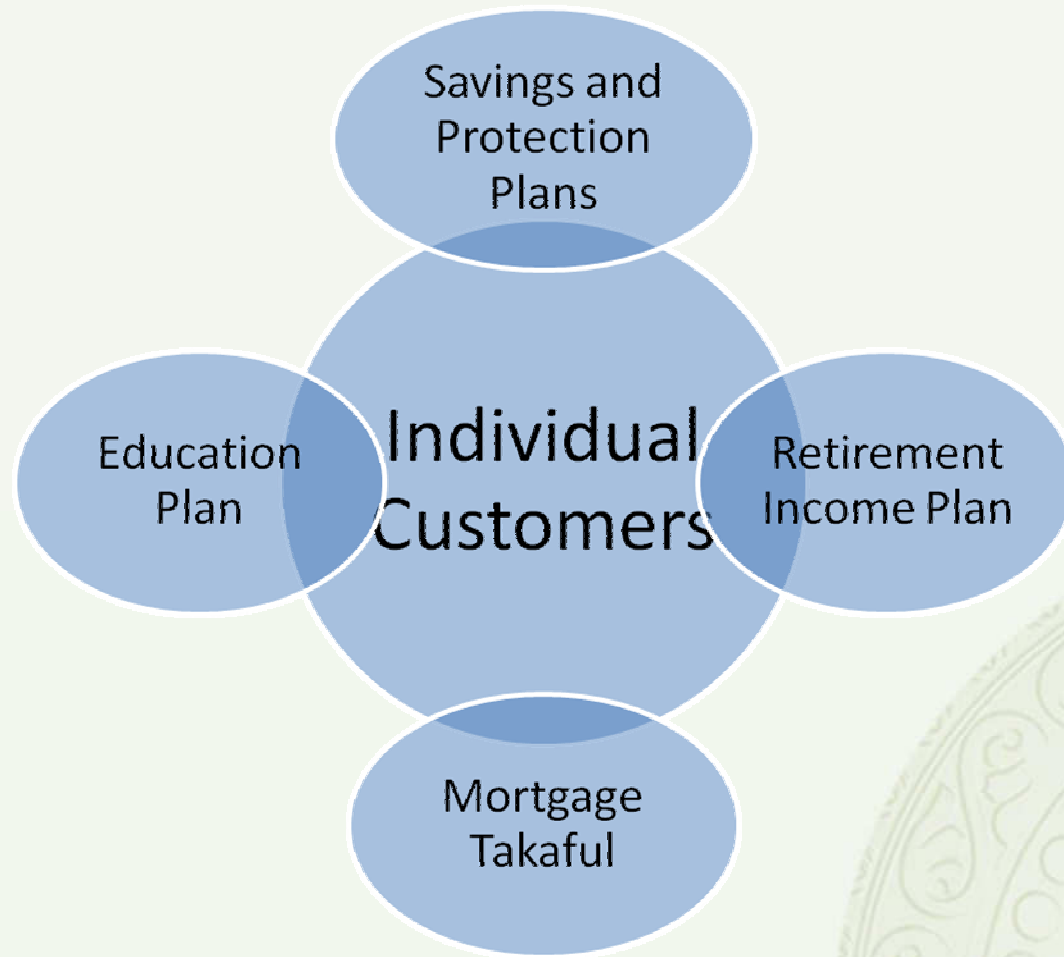 Savings and
Protection
Plans
Education
Plan
Individual
Customers
Retirement
Income Plan
Mortgage
Takaful